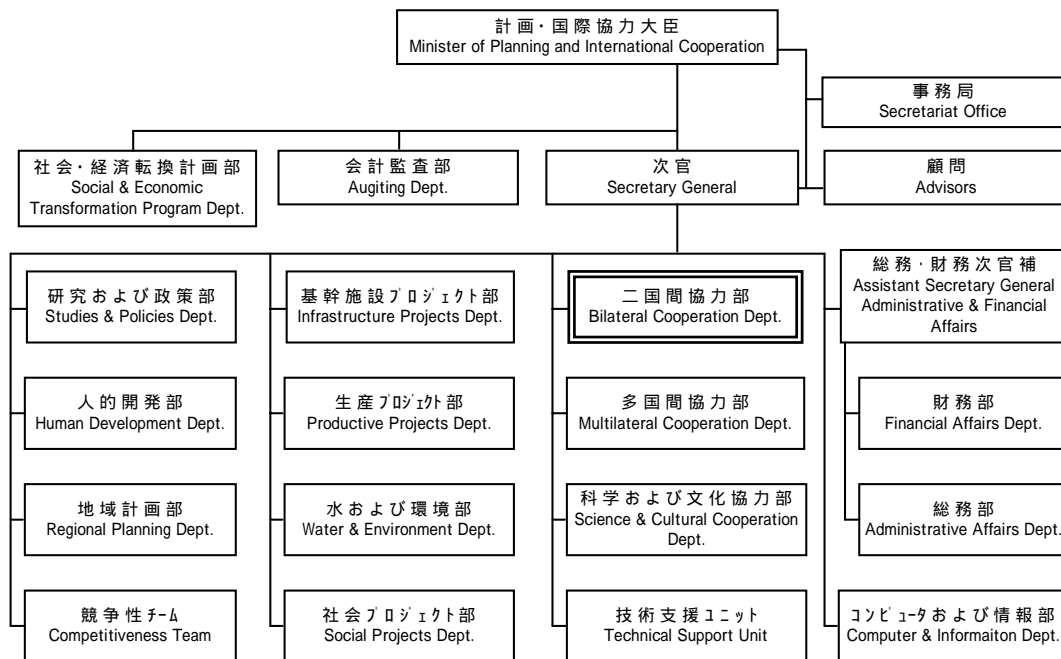 計画・国際協力大臣
Minister of Planning and International Cooperation
事務局
Secretariat Office
社会・経済転換計画部
Social & Economic
Transformation Program Dept.
会計監査部
Augiting Dept.
次官
Secretary General
顧問
Advisors
研究および政策部
Studies & Policies Dept.
基幹施設プロジェクト部
Infrastructure Projects Dept.
二国間協力部
Bilateral Cooperation Dept.
総務・財務次官補
Assistant Secretary General
Administrative & Financial
Affairs
人的開発部
Human Development Dept.
生産プロジェクト部
Productive Projects Dept.
多国間協力部
Multilateral Cooperation Dept.
財務部
Financial Affairs Dept.
地域計画部
Regional Planning Dept.
水および環境部
Water & Environment Dept.
科学および文化協力部
Science & Cultural Cooperation
Dept.
総務部
Administrative Affairs Dept.
競争性チーム
Competitiveness Team
社会プロジェクト部
Social Projects Dept.
技術支援ユニット
Technical Support Unit
コンピュータおよび情報部
Computer & Informaiton Dept.